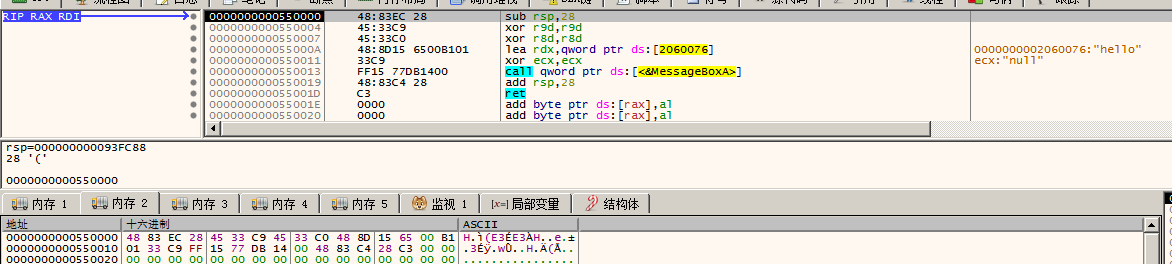 RIP RAX RDI
0000000000550000 48:83EC 28 sub rsp,28
0000000000550004 45:33C9 xor r9d,r9d
0000000000550007 45:33C0 xor r8d,r8d
000000000055000A 48:8D15 6500B101 lea rdx,qword ptr ds:[2060076] 0000000002060076:"hello"
0000000000550011 33C9 xor ecx,ecx ecx:"null"
0000000000550013 FF15 77DB1400 call qword ptr ds:[<&MessageBoxA>]
0000000000550019 48:83C4 28 add rsp,28
000000000055001D C3 ret
000000000055001E 0000 add byte ptr ds:[rax],al
0000000000550020 0000 add byte ptr ds:[rax],al
rsp=000000000093FC88
28 '('
0000000000550000
内存 1 内存 2 内存 3 内存 4 内存 5 监视 1 [x=] 局部变量 结构体
地址 十六进制 ASCII
0000000000550000 48 83 EC 28 45 33 C9 45 33 C0 48 8D 15 65 00 B1 H.ì(E3ÉE3ÀH..e.±
0000000000550010 01 33 C9 FF 15 77 DB 14 00 48 83 C4 28 C3 00 00 .3Éÿ.wÛ..H.Ä(Ã..
0000000000550020 00 00 00 00 00 00 00 00 00 00 00 00 00 00 00 00 ................